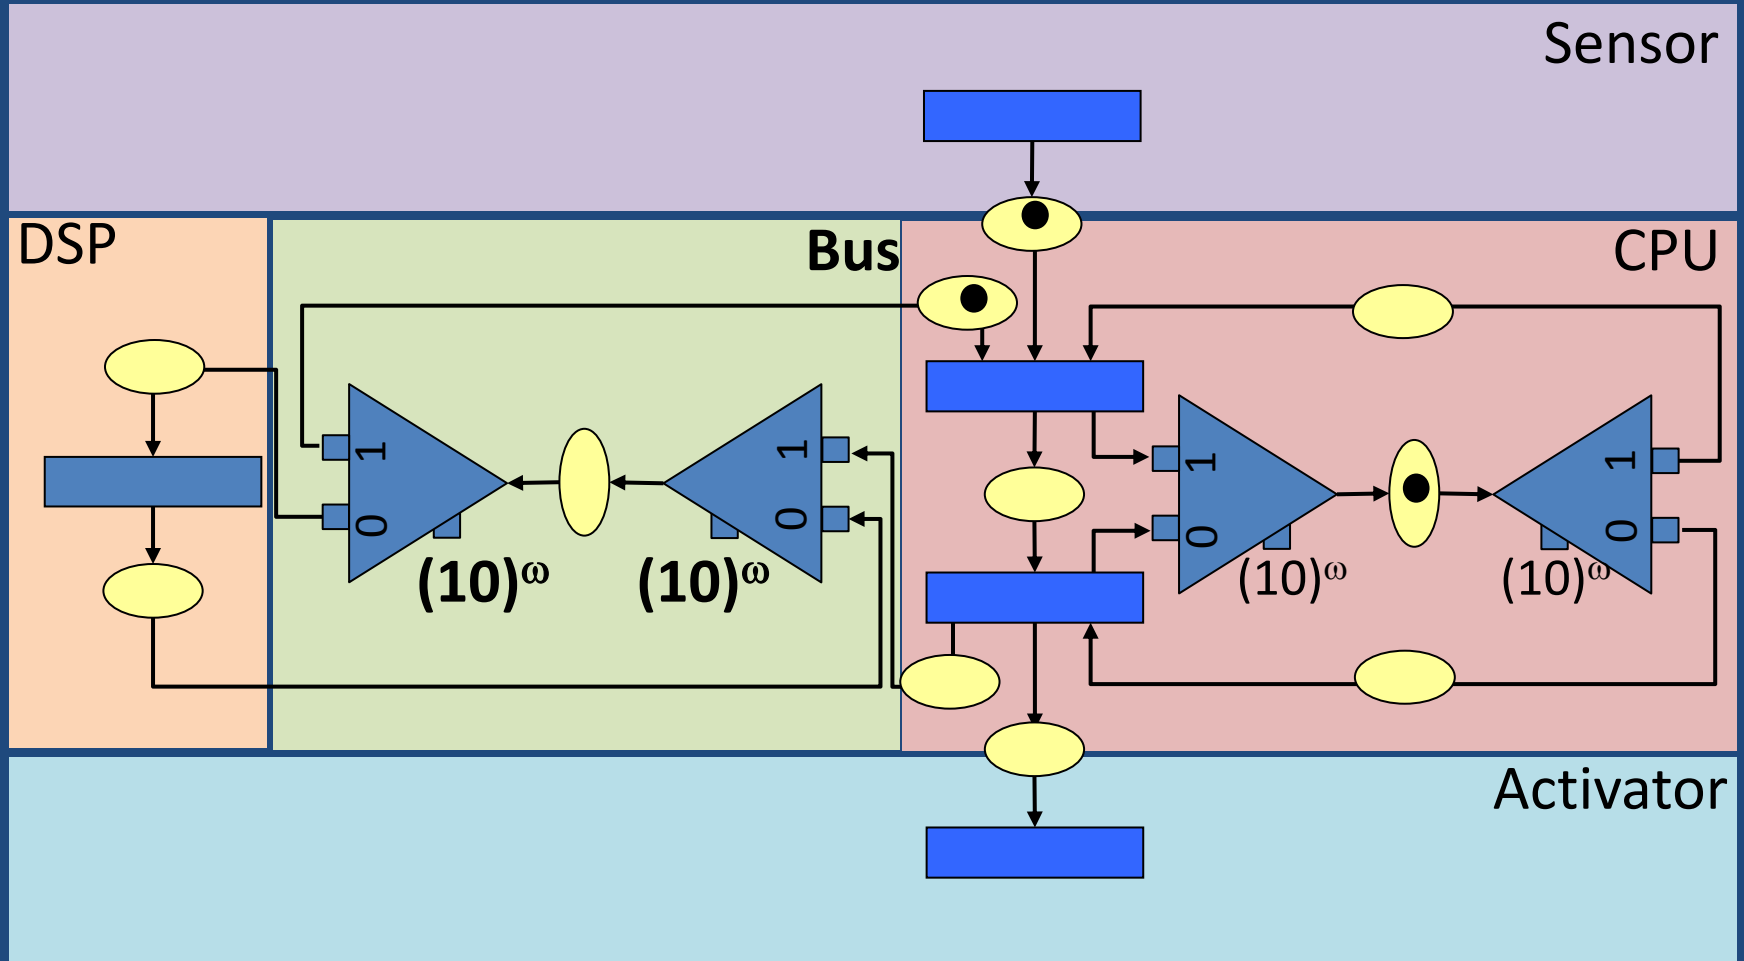 Sensor
DSP
Bus
CPU
1
0
1
0
1
0
1
0
(10)ω
(10)ω
(10)ω
(10)ω
Activator